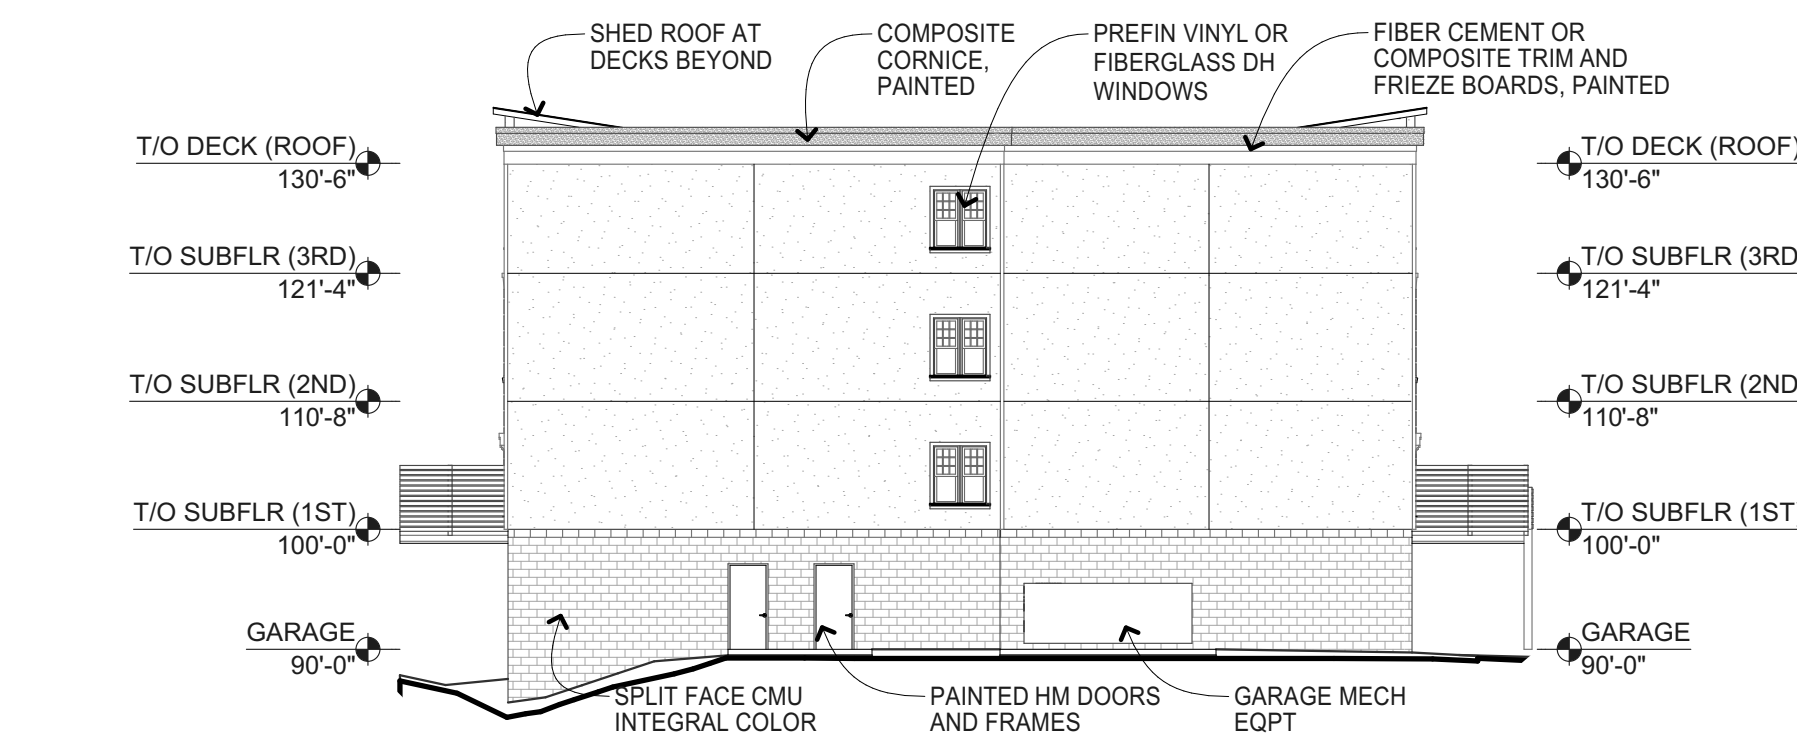 SHED ROOF AT
DECKS BEYOND
COMPOSITE
CORNICE,
PAINTED
PREFIN VINYL OR
FIBERGLASS DH
WINDOWS
FIBER CEMENT OR
COMPOSITE TRIM AND
FRIEZE BOARDS, PAINTED
T/O DECK (ROOF)
130'-6"
T/O SUBFLR (3RD)
121'-4"
T/O SUBFLR (2ND)
110'-8"
T/O SUBFLR (1ST)
100'-0"
GARAGE
90'-0"
T/O DECK (ROOF)
130'-6"
T/O SUBFLR (3RD
121'-4"
T/O SUBFLR (2ND
110'-8"
T/O SUBFLR (1ST)
100'-0"
GARAGE
90'-0"
SPLIT FACE CMU
INTEGRAL COLOR
PAINTED HM DOORS
AND FRAMES
GARAGE MECH
EQPT